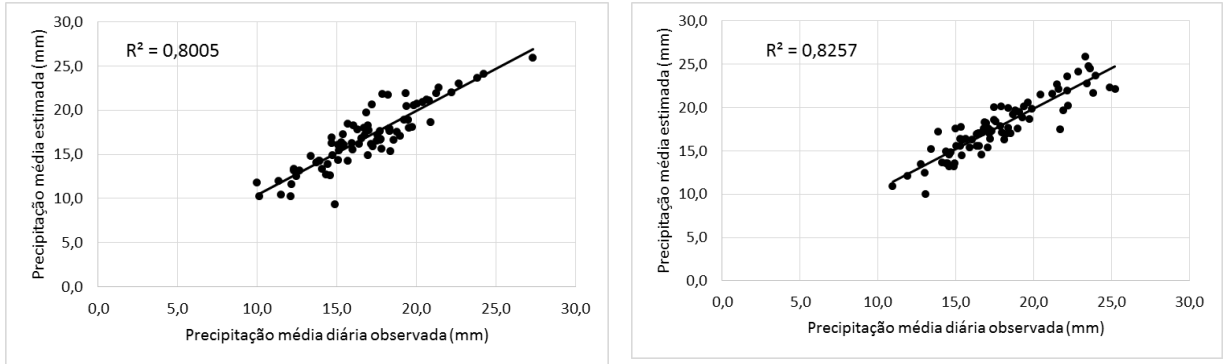 30,0
25,0
20,0
15,0
10,0
5,0
0,0
Precipitação média estimada (mm)
R² = 0,8005
0,0 5,0 10,0 15,0 20,0 25,0 30,0
Precipitação média diária observada (mm)
30,0
25,0
20,0
15,0
10,0
5,0
0,0
Precipitação média estimada (mm)
R² = 0,8257
0,0 5,0 10,0 15,0 20,0 25,0 30,0
Precipitação média diária observada (mm)